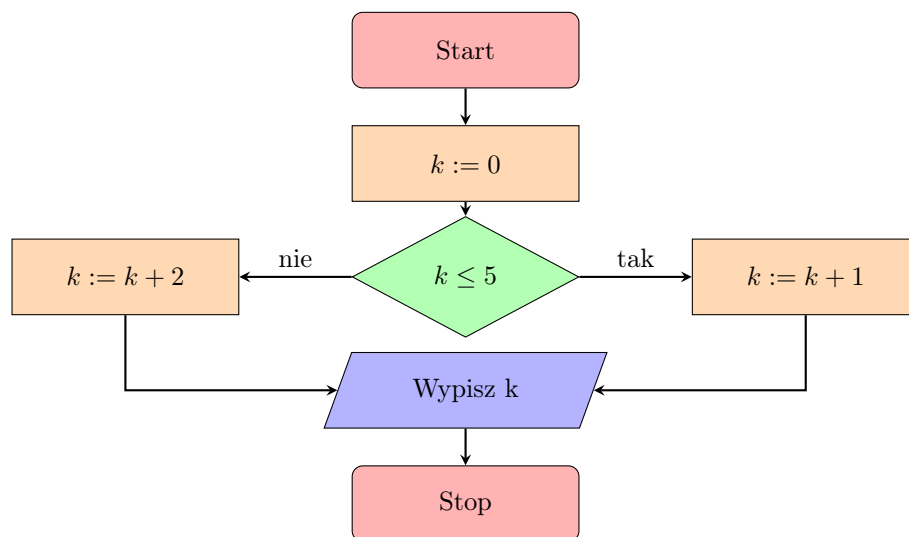 Start
k := 0
nie
tak
k := k + 2
k ≤ 5
k := k + 1
Wypisz k
Stop